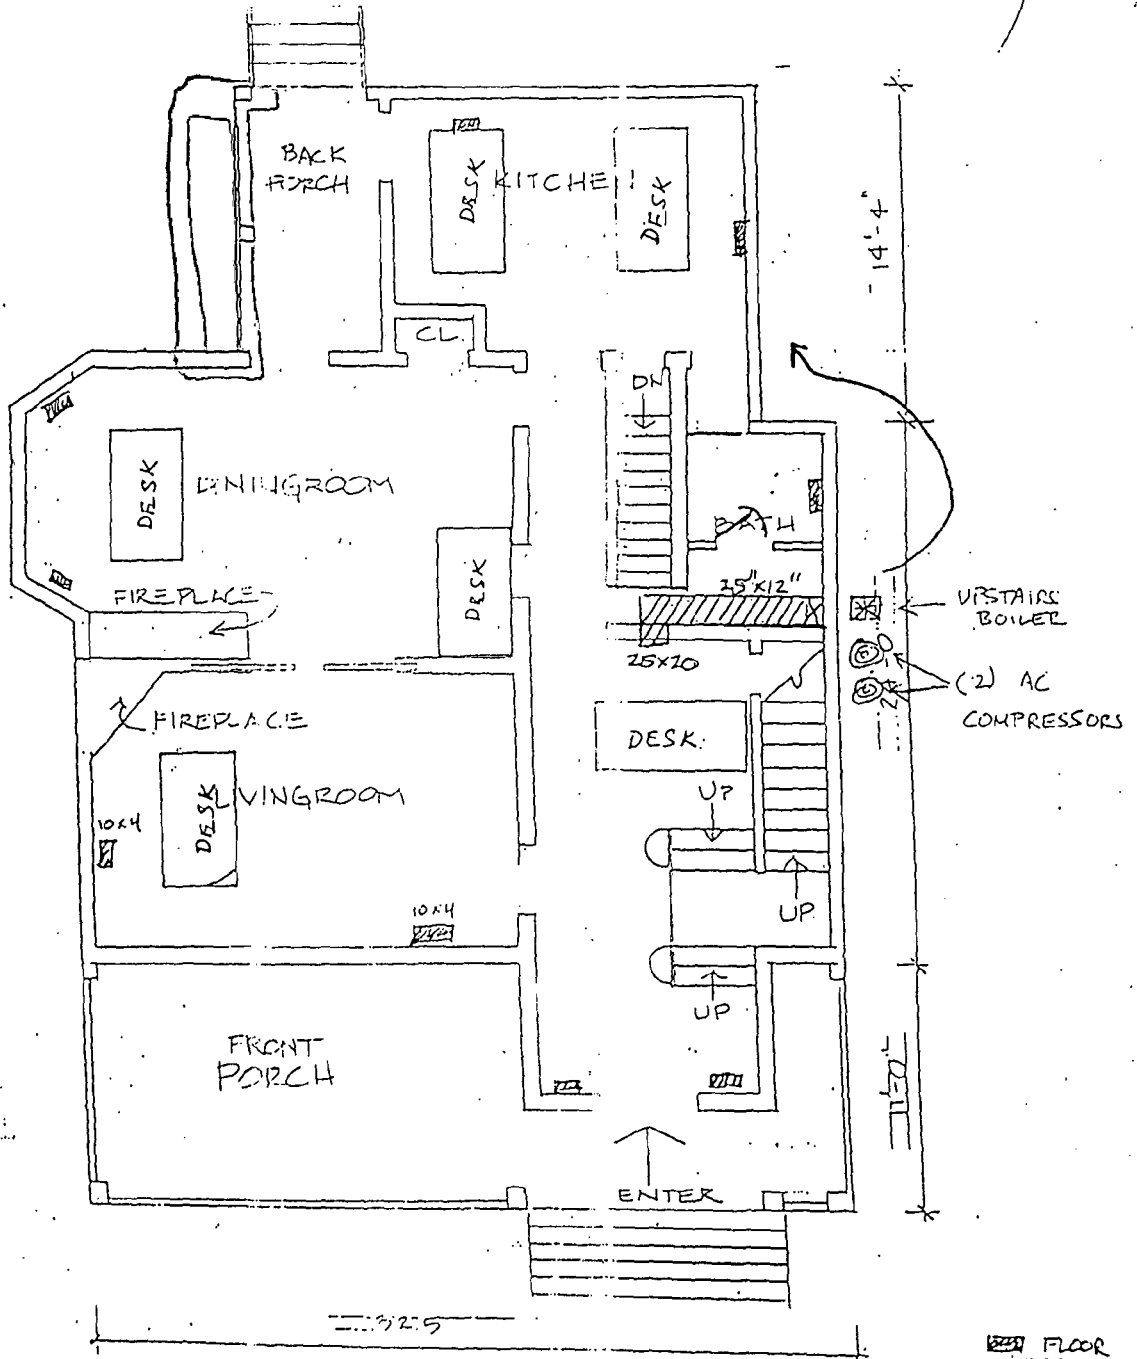 BACK
PORCH
DESK
KITCHEN
DESK
14'-4"
CL.
DN
DESK
DININGROOM
BATH
FIREPLACE
DESK
25"x12"
UPSTAIRS
BOILER
25x20
(2) AC
COMPRESSORS
FIREPLACE
DESK
LIVINGROOM
DESK
UP
10x4
10x4
UP
UP
FRONT
PORCH
ENTER
FLOOR